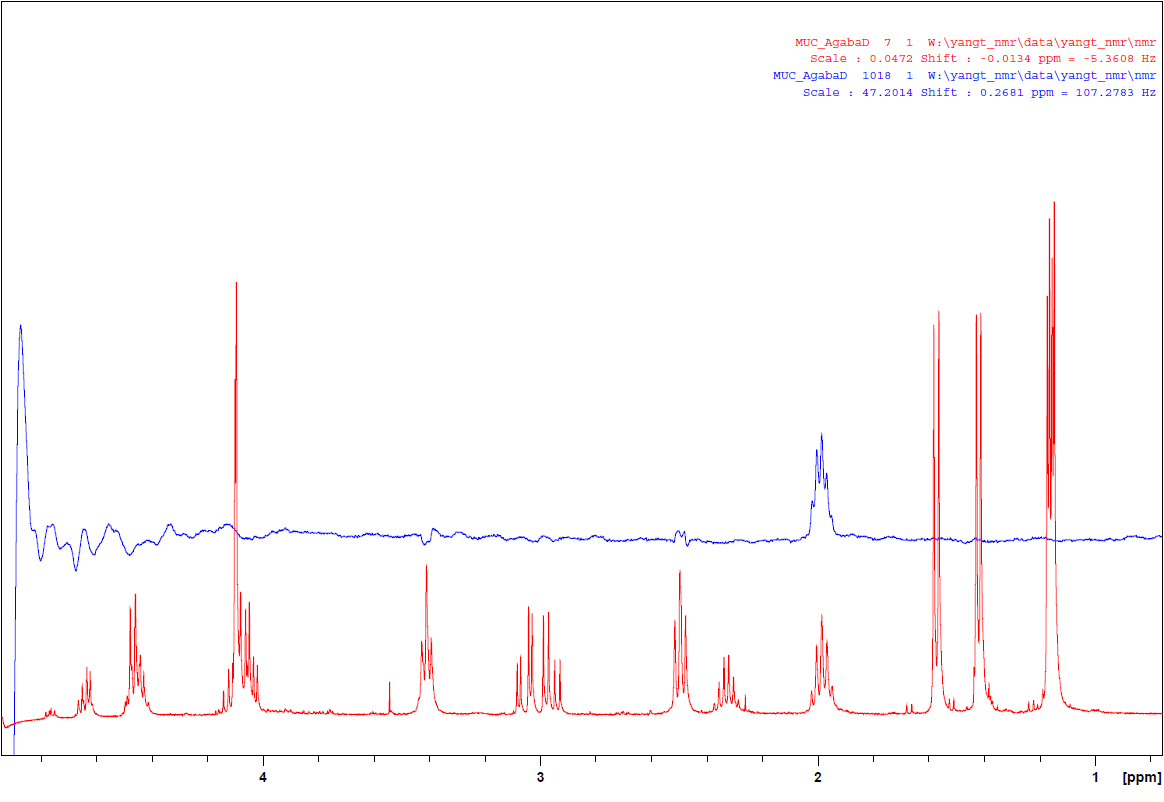 MUC_AgabaD 7 1 W:\yangt_nmr\data\yangt_nmr\nmr
Scale : 0.0472 Shift : -0.0134 ppm = -5.3608 Hz
MUC_AgabaD 1018 1 W:\yangt_nmr\data\yangt_nmr\nmr
Scale : 47.2014 Shift : 0.2681 ppm = 107.2783 Hz
4 3 2 1 [ppm]